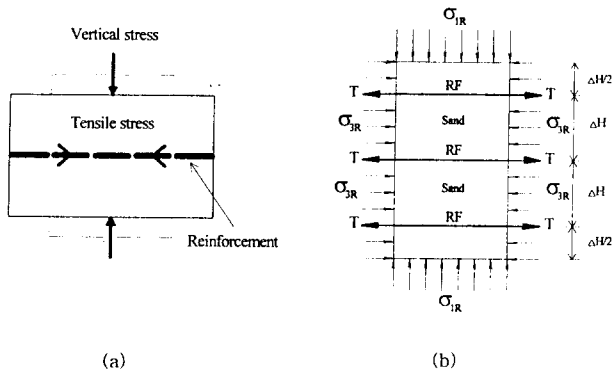 Vertical stress
Tensile stress
Reinforcement
(a)
σ1R
ΔH/2
T RF T
Sand
σ3R σ3R ΔH
T RF T
σ3R σ3R ΔH
Sand
T RF T
ΔH/2
σ1R
(b)